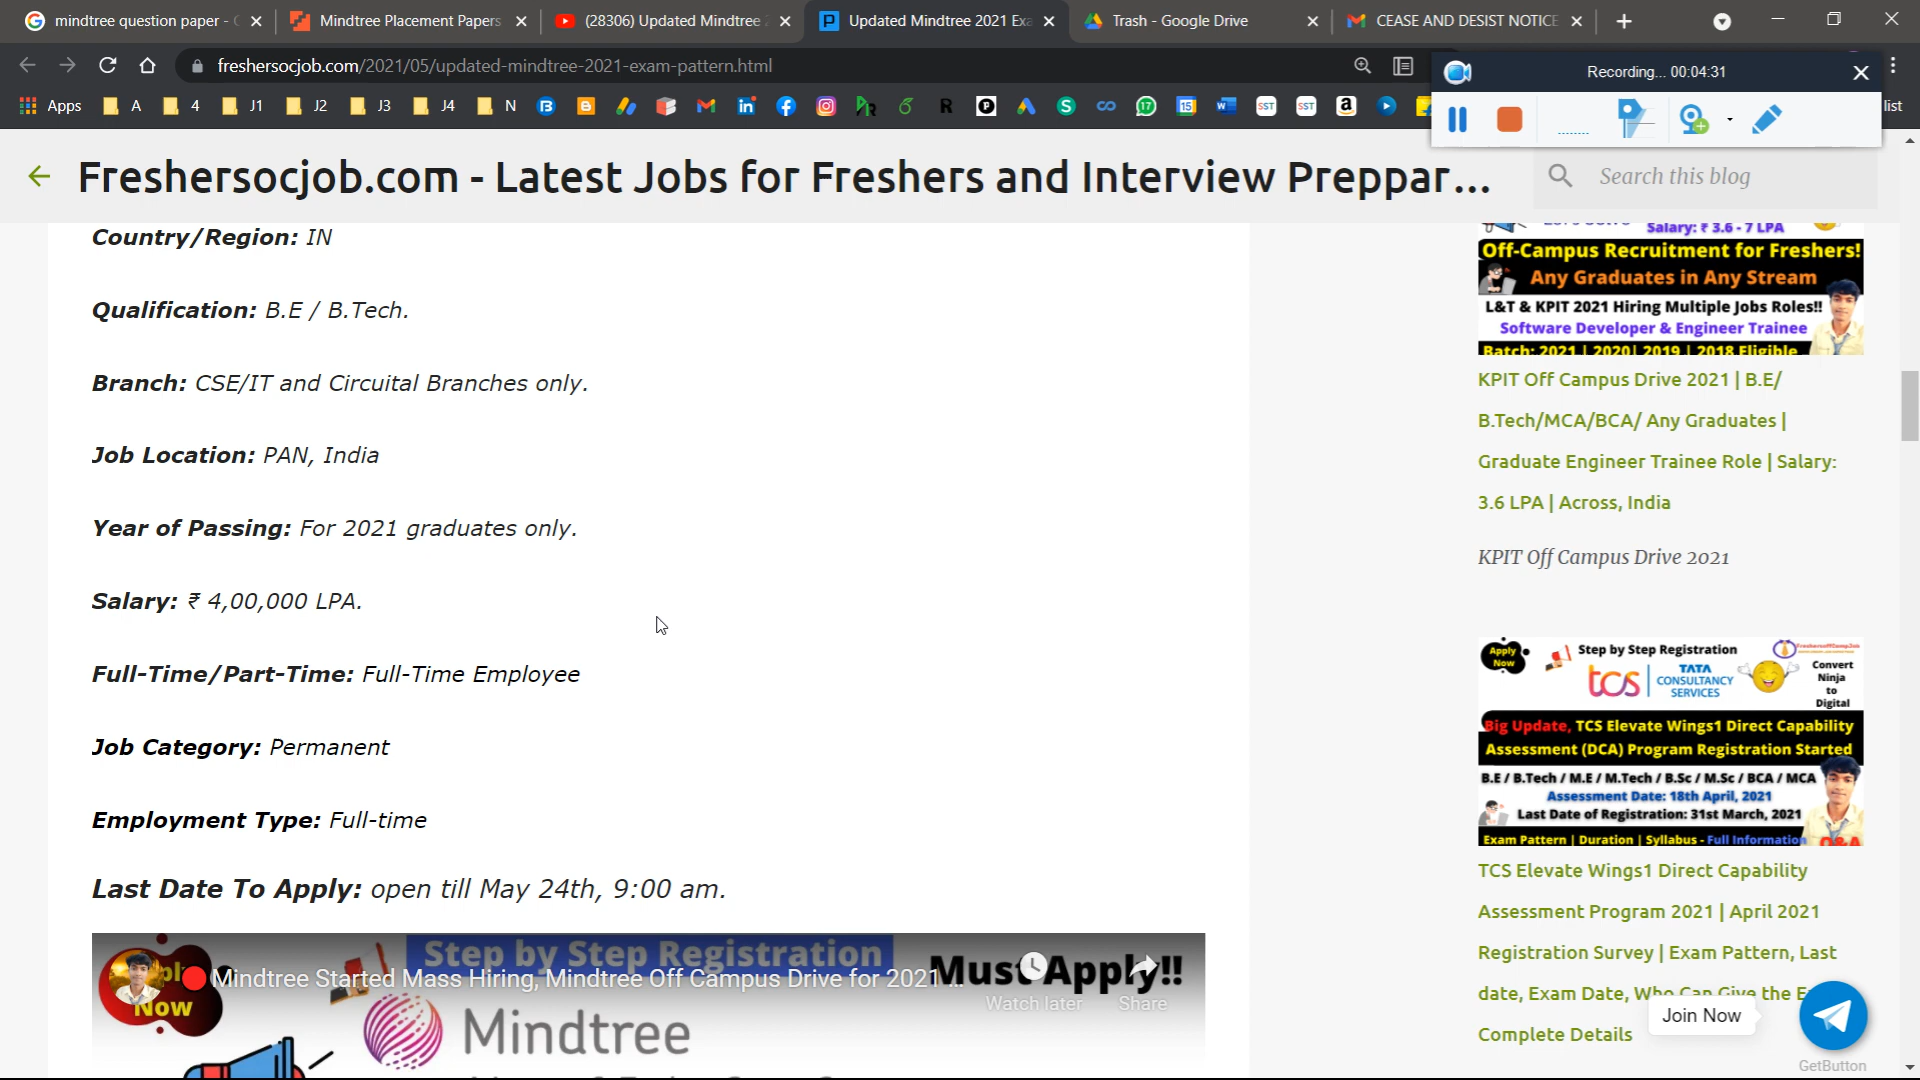 mindtree question paper -
Mindtree Placement Papers
(28306) Updated Mindtree 2
Updated Mindtree 2021 Exa
Trash - Google Drive
CEASE AND DESIST NOTICE
freshersocjob.com/2021/05/updated-mindtree-2021-exam-pattern.html
Recording... 00:04:31
Apps A 4 J1 J2 J3 J4 N
list
Freshersocjob.com - Latest Jobs for Freshers and Interview Preppar...
Search this blog
Country/Region: IN
Qualification: B.E / B.Tech.
Branch: CSE/IT and Circuital Branches only.
Job Location: PAN, India
Year of Passing: For 2021 graduates only.
Salary: ₹ 4,00,000 LPA.
Full-Time/Part-Time: Full-Time Employee
Job Category: Permanent
Employment Type: Full-time
Last Date To Apply: open till May 24th, 9:00 am.
Step by Step Registration
Mindtree Started Mass Hiring, Mindtree Off Campus Drive for 2021 ...
Must Apply!!
Now
Watch later
Share
Mindtree
Salary: ₹ 3.6 - 7 LPA
Off-Campus Recruitment for Freshers!
Any Graduates in Any Stream
L&T & KPIT 2021 Hiring Multiple Jobs Roles!!
Software Developer & Engineer Trainee
Batch: 2021 | 2020| 2019 | 2018 Eligible
KPIT Off Campus Drive 2021 | B.E/
B.Tech/MCA/BCA/ Any Graduates |
Graduate Engineer Trainee Role | Salary:
3.6 LPA | Across, India
KPIT Off Campus Drive 2021
Apply
Now
Step by Step Registration
tcs
TATA
CONSULTANCY
SERVICES
Convert
Ninja
to
Digital
Big Update, TCS Elevate Wings1 Direct Capability
Assessment (DCA) Program Registration Started
B.E / B.Tech / M.E / M.Tech / B.Sc / M.Sc / BCA / MCA
Assessment Date: 18th April, 2021
Last Date of Registration: 31st March, 2021
Exam Pattern | Duration | Syllabus - Full Information
Q&A
TCS Elevate Wings1 Direct Capability
Assessment Program 2021 | April 2021
Registration Survey | Exam Pattern, Last
date, Exam Date, Who Can Give the E
Complete Details
Join Now
GetButton